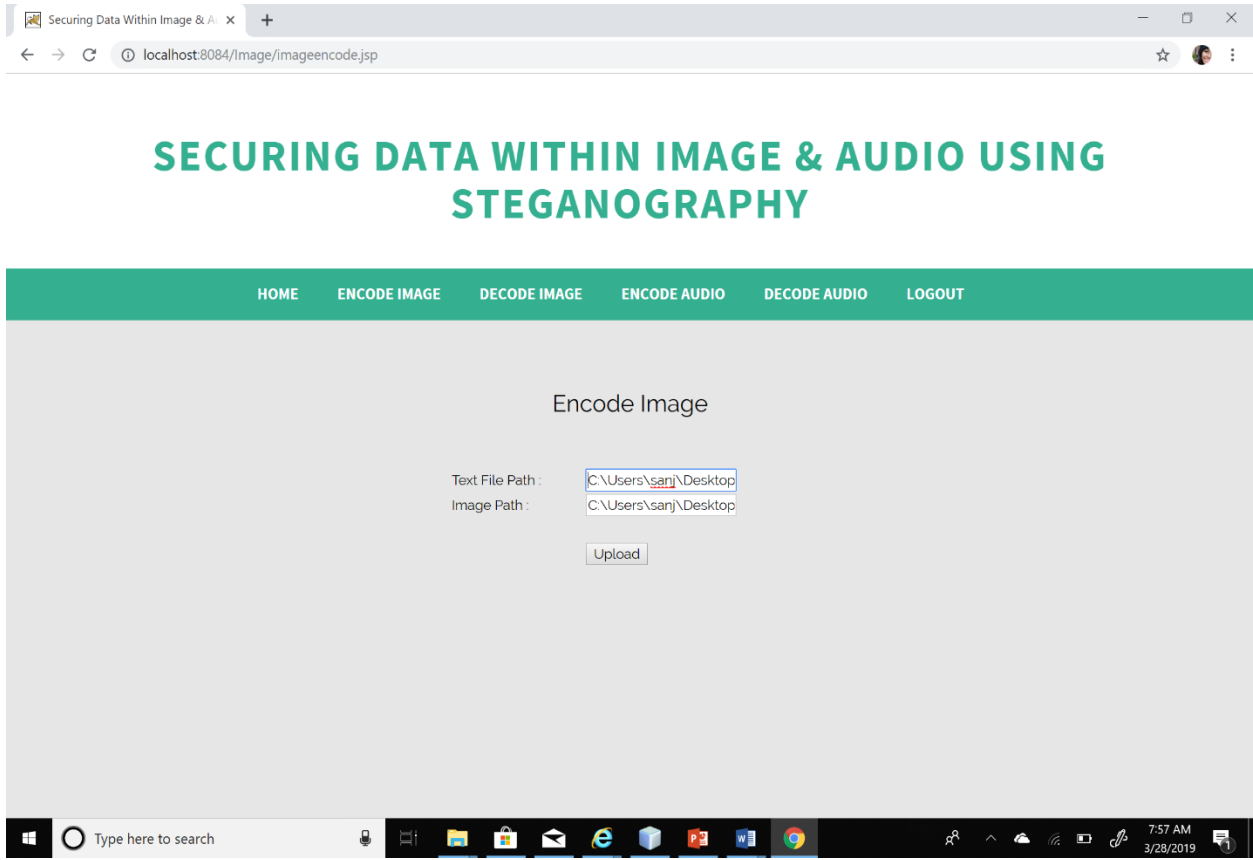 Securing Data Within Image & A
localhost:8084/Image/imageencode.jsp
SECURING DATA WITHIN IMAGE & AUDIO USING
STEGANOGRAPHY
HOME ENCODE IMAGE DECODE IMAGE ENCODE AUDIO DECODE AUDIO LOGOUT
Encode Image
Text File Path : C:\Users\sanj\Desktop
Image Path : C:\Users\sanj\Desktop
Upload
Type here to search
7:57 AM
3/28/2019
1